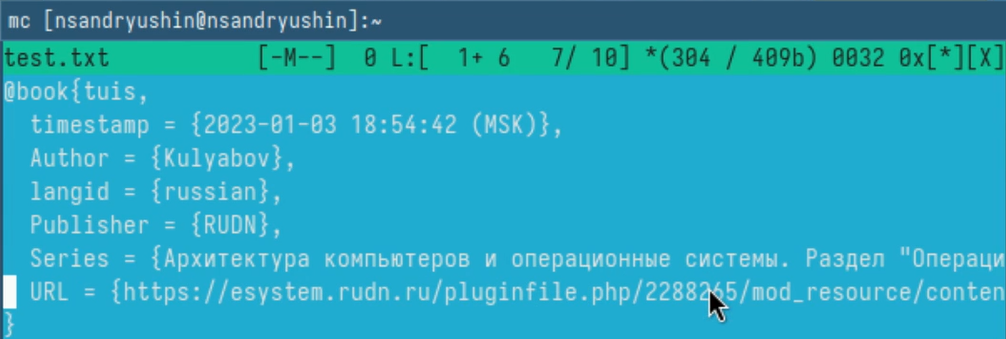 mc [nsandryushin@nsandryushin]:~
test.txt [-M--] 0 L:[ 1+ 6 7/ 10] *(304 / 409b) 0032 0x[*][X]
@book{tuis,
timestamp = {2023-01-03 18:54:42 (MSK)},
Author = {Kulyabov},
langid = {russian},
Publisher = {RUDN},
Series = {Архитектура компьютеров и операционные системы. Раздел "Операци
URL = {https://esystem.rudn.ru/pluginfile.php/2288265/mod_resource/conten
}